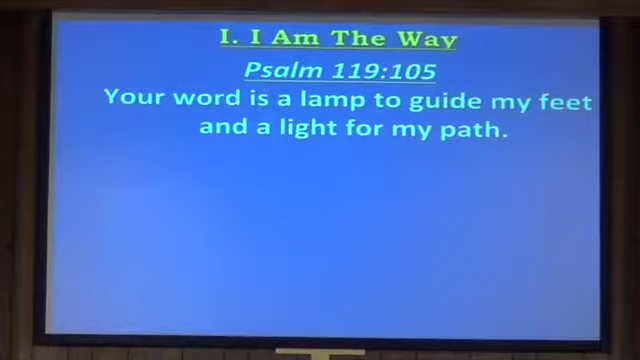 I. I Am The Way
Psalm 119:105
Your word is a lamp to guide my feet
and a light for my path.